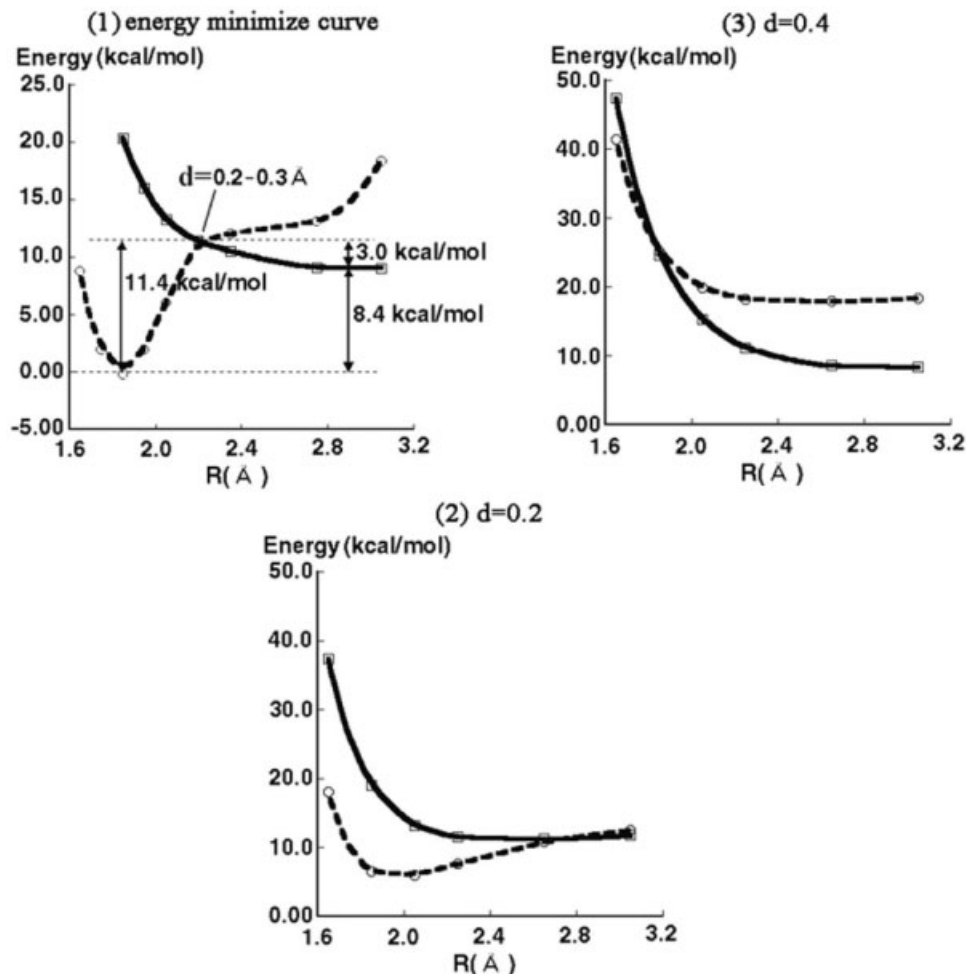 (1) energy minimize curve
Energy (kcal/mol)
25.0
20.0
15.0
10.0
5.00
0.00
-5.00
1.6 2.0 2.4 2.8 3.2
R(Å)
d=0.2-0.3Å
11.4 kcal/mol
3.0 kcal/mol
8.4 kcal/mol
(3) d=0.4
Energy(kcal/mol)
50.0
40.0
30.0
20.0
10.0
0.00
1.6 2.0 2.4 2.8 3.2
R(Å)
(2) d=0.2
Energy(kcal/mol)
50.0
40.0
30.0
20.0
10.0
0.00
1.6 2.0 2.4 2.8 3.2
R(Å)